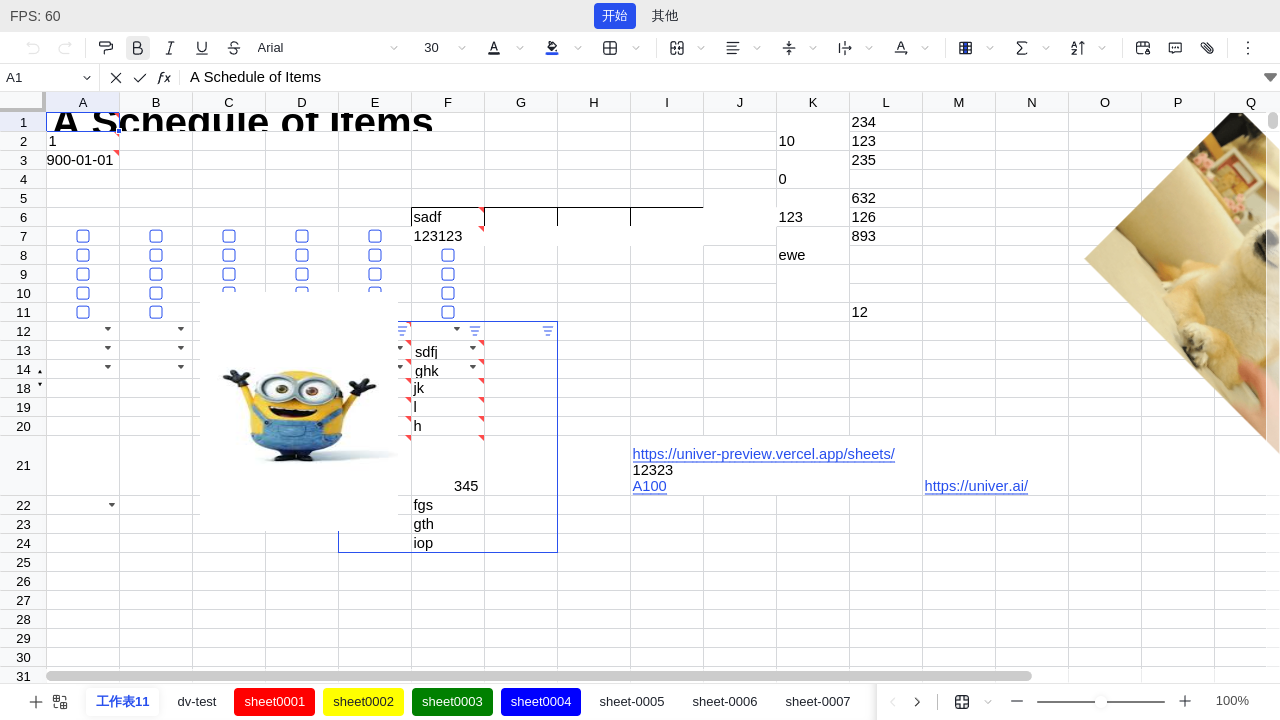 FPS: 60
开始
其他
Arial
30
A1
A Schedule of Items
A B C D E F G H I J K L M N O P Q
1 A Schedule of Items 234
2 1 10 123
3 900-01-01 235
4 0
5 632
6 sadf 123 126
7 123123 893
8 ewe
9
10
11 12
12
13 sdfj
14 ghk
18 jk
19 l
20 h
https://univer-preview.vercel.app/sheets/
12323
21 345 A100 https://univer.ai/
22 fgs
23 gth
24 iop
25
26
27
28
29
30
31
工作表11 dv-test sheet0001 sheet0002 sheet0003 sheet0004 sheet-0005 sheet-0006 sheet-0007 100%